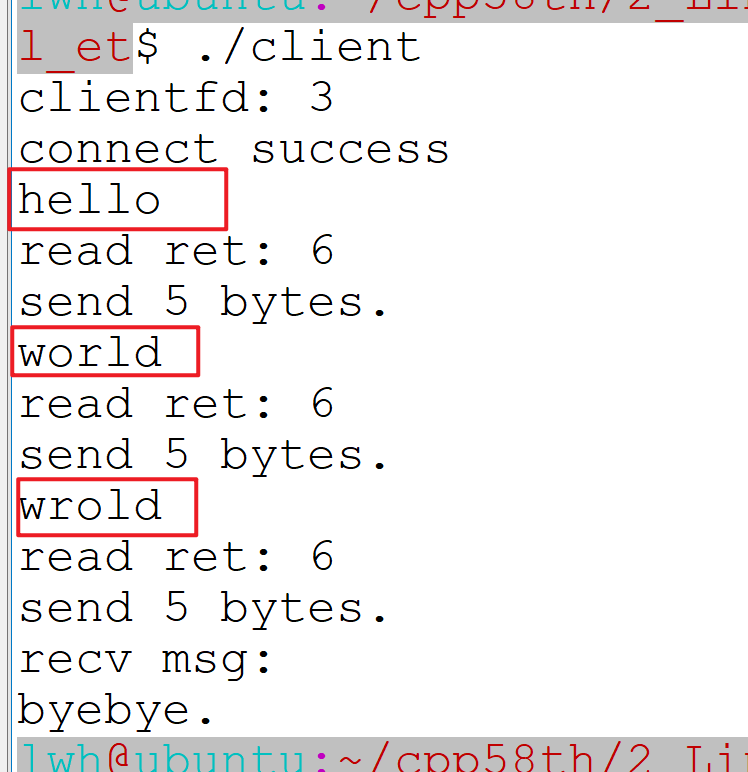 lwh@ubuntu:~/cpp58th/2_Li
l_et$ ./client
clientfd: 3
connect success
hello
read ret: 6
send 5 bytes.
world
read ret: 6
send 5 bytes.
wrold
read ret: 6
send 5 bytes.
recv msg:
byebye.
lwh@ubuntu:~/cpp58th/2_Li